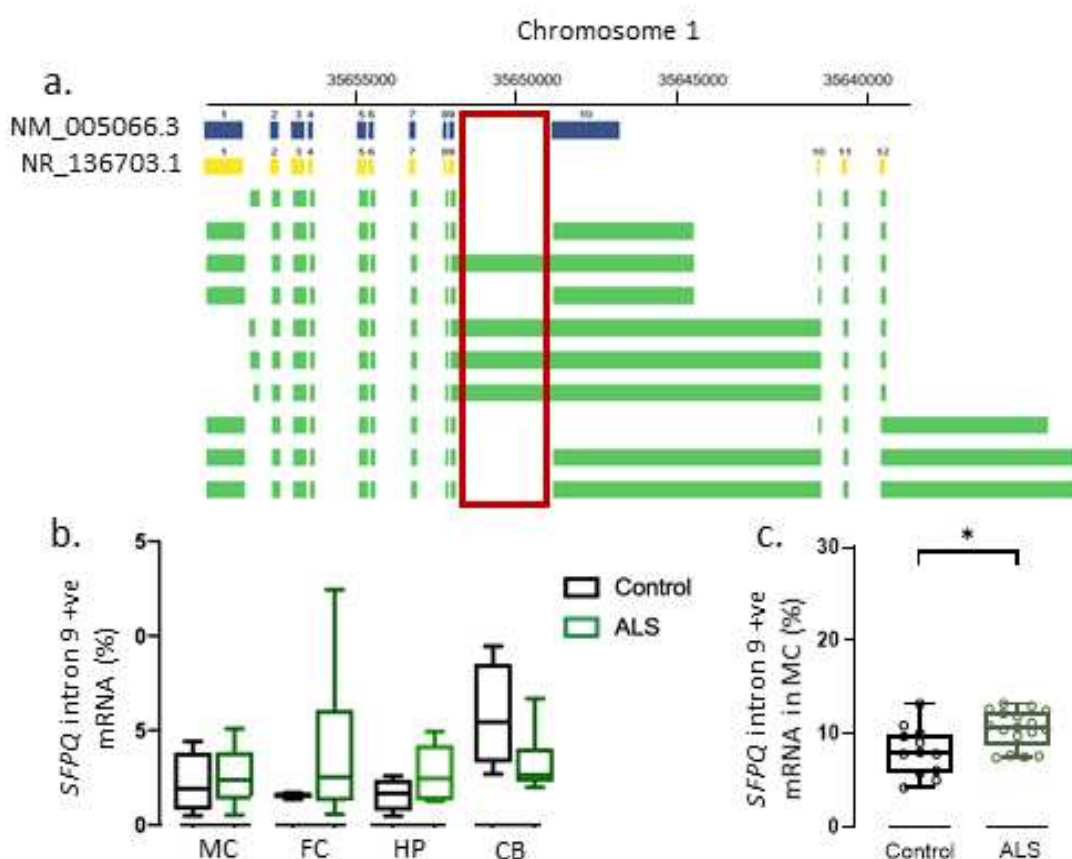 Chromosome 1
a.
35655000 35650000 35645000 35640000
1 2 3 4 5 6 7 8 9 10
NM_005066.3
1 2 3 4 5 6 7 8 9 10 11 12
NR_136703.1
b.
5
0
5
0
SFPQ intron 9 +ve
mRNA (%)
Control
ALS
MC FC HP CB
c.
30
20
10
0
SFPQ intron 9 +ve
mRNA in MC (%)
*
Control ALS